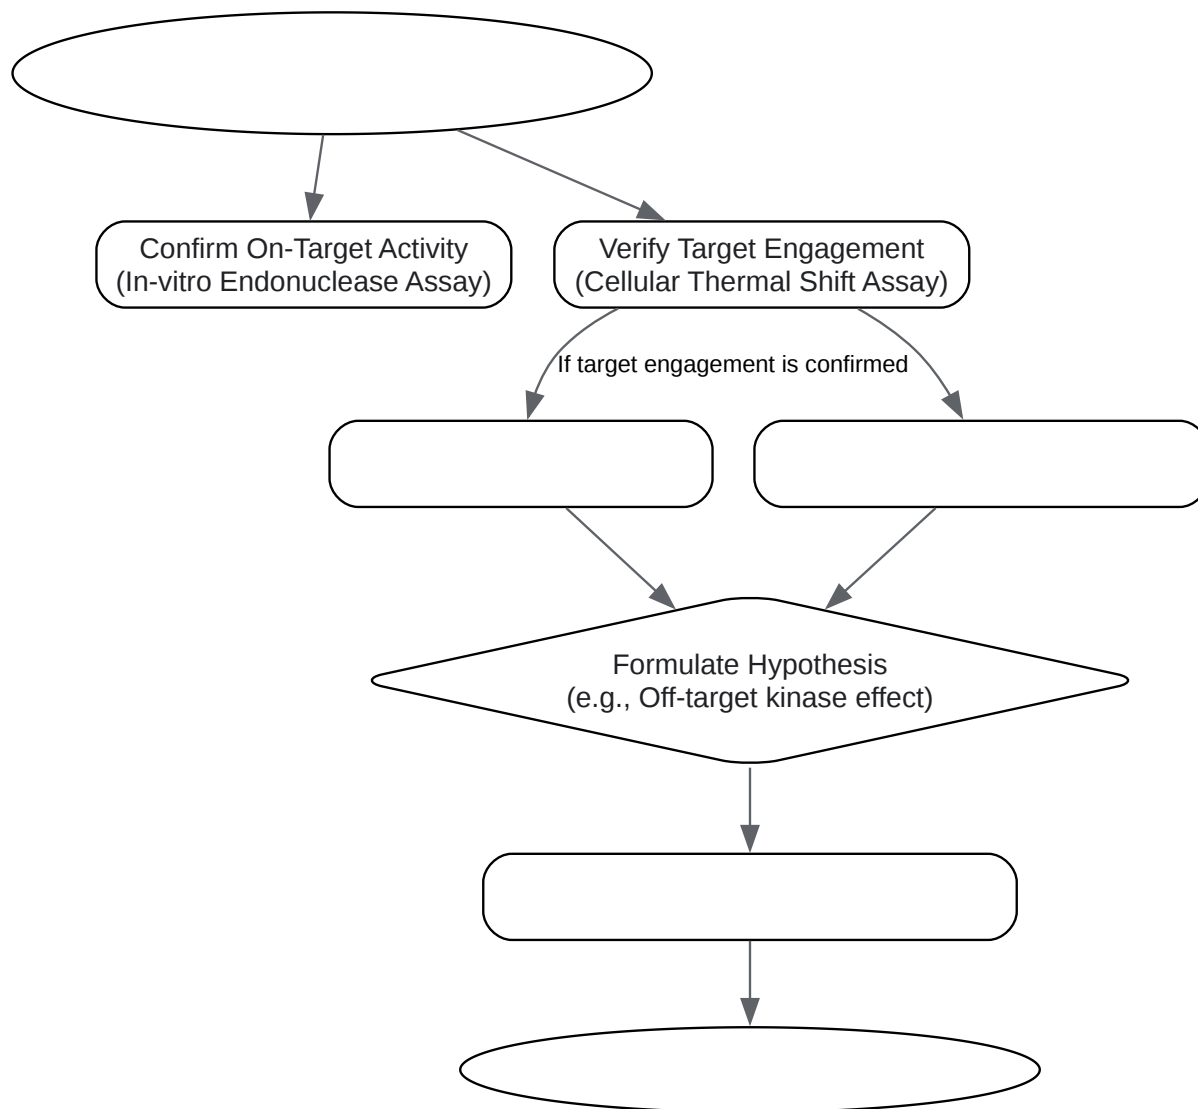 Confirm On-Target Activity
(In-vitro Endonuclease Assay)
Verify Target Engagement
(Cellular Thermal Shift Assay)
If target engagement is confirmed
Formulate Hypothesis
(e.g., Off-target kinase effect)